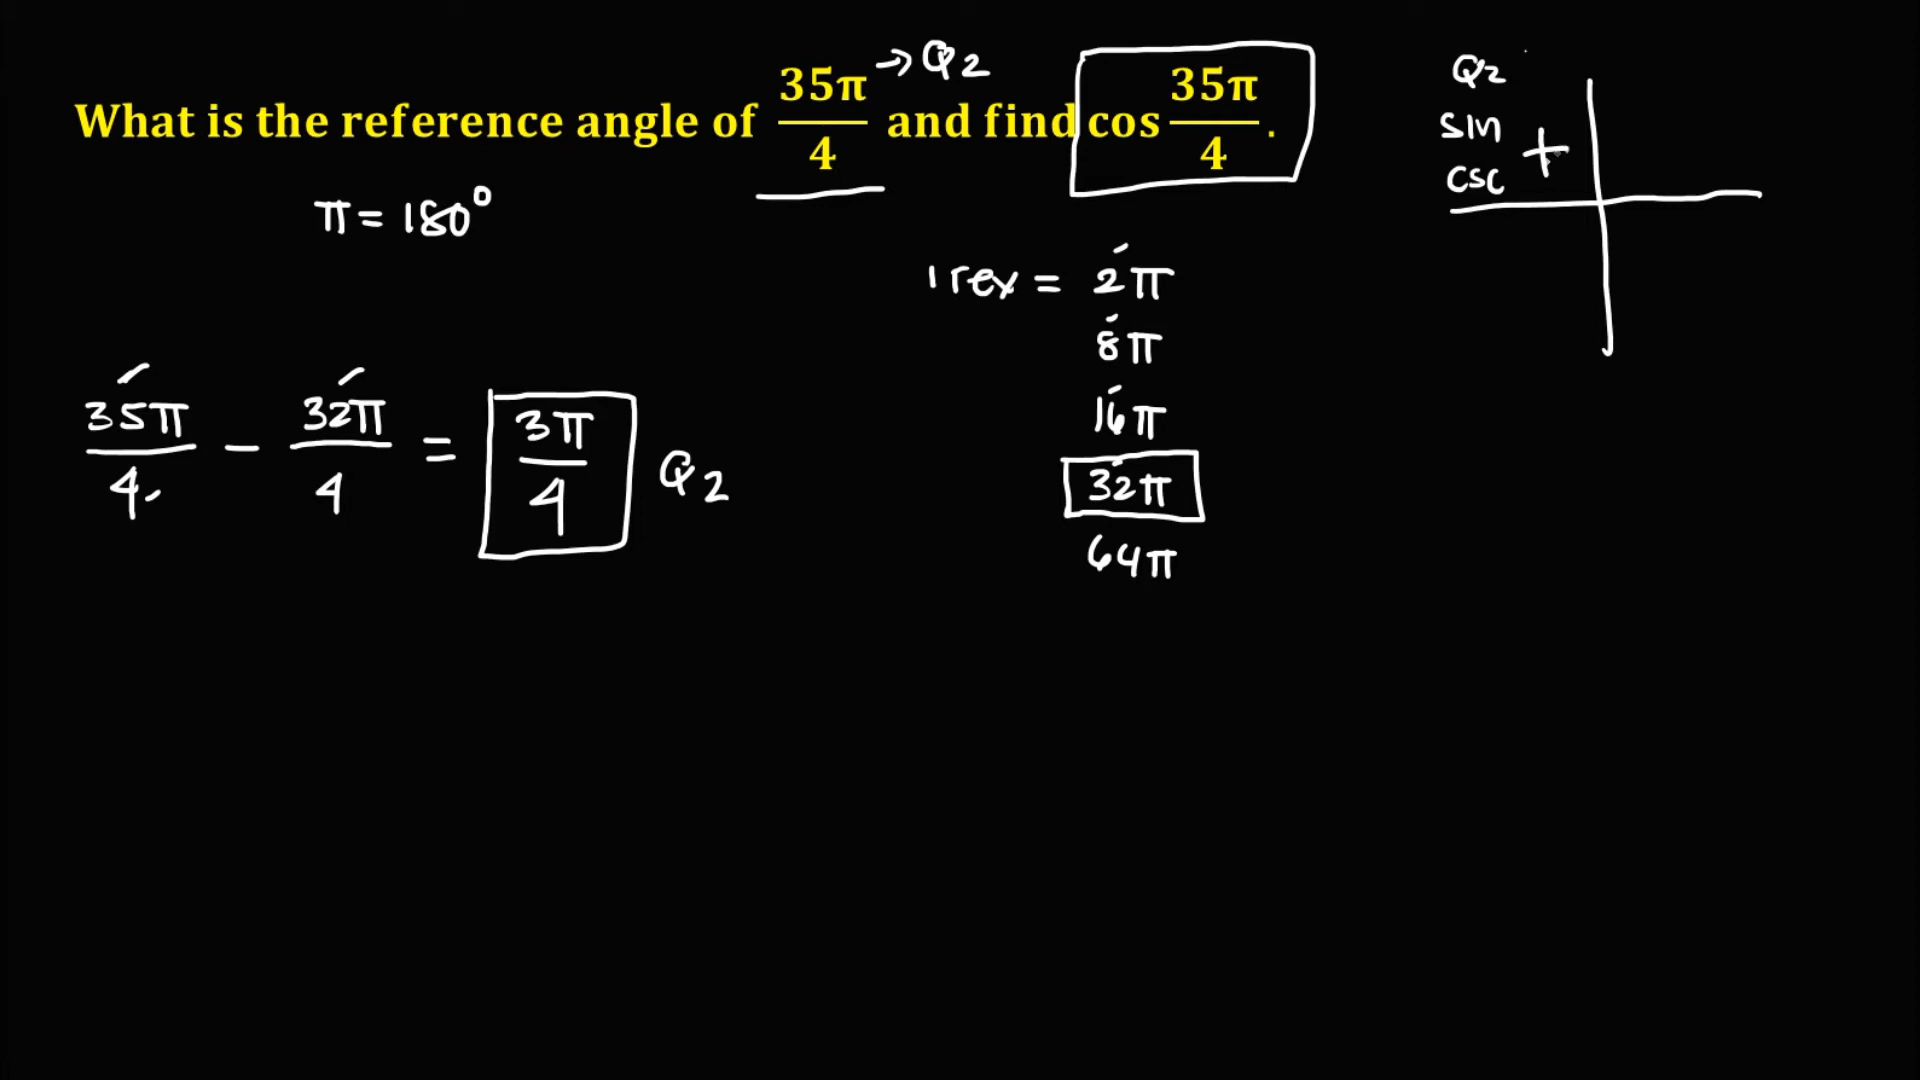 What is the reference angle of 35π/4 → Q2 and find cos 35π/4.
π = 180°
1 rev = 2π
8π
16π
32π
64π
35π/4 - 32π/4 = 3π/4 Q2
Q2
sin +
csc